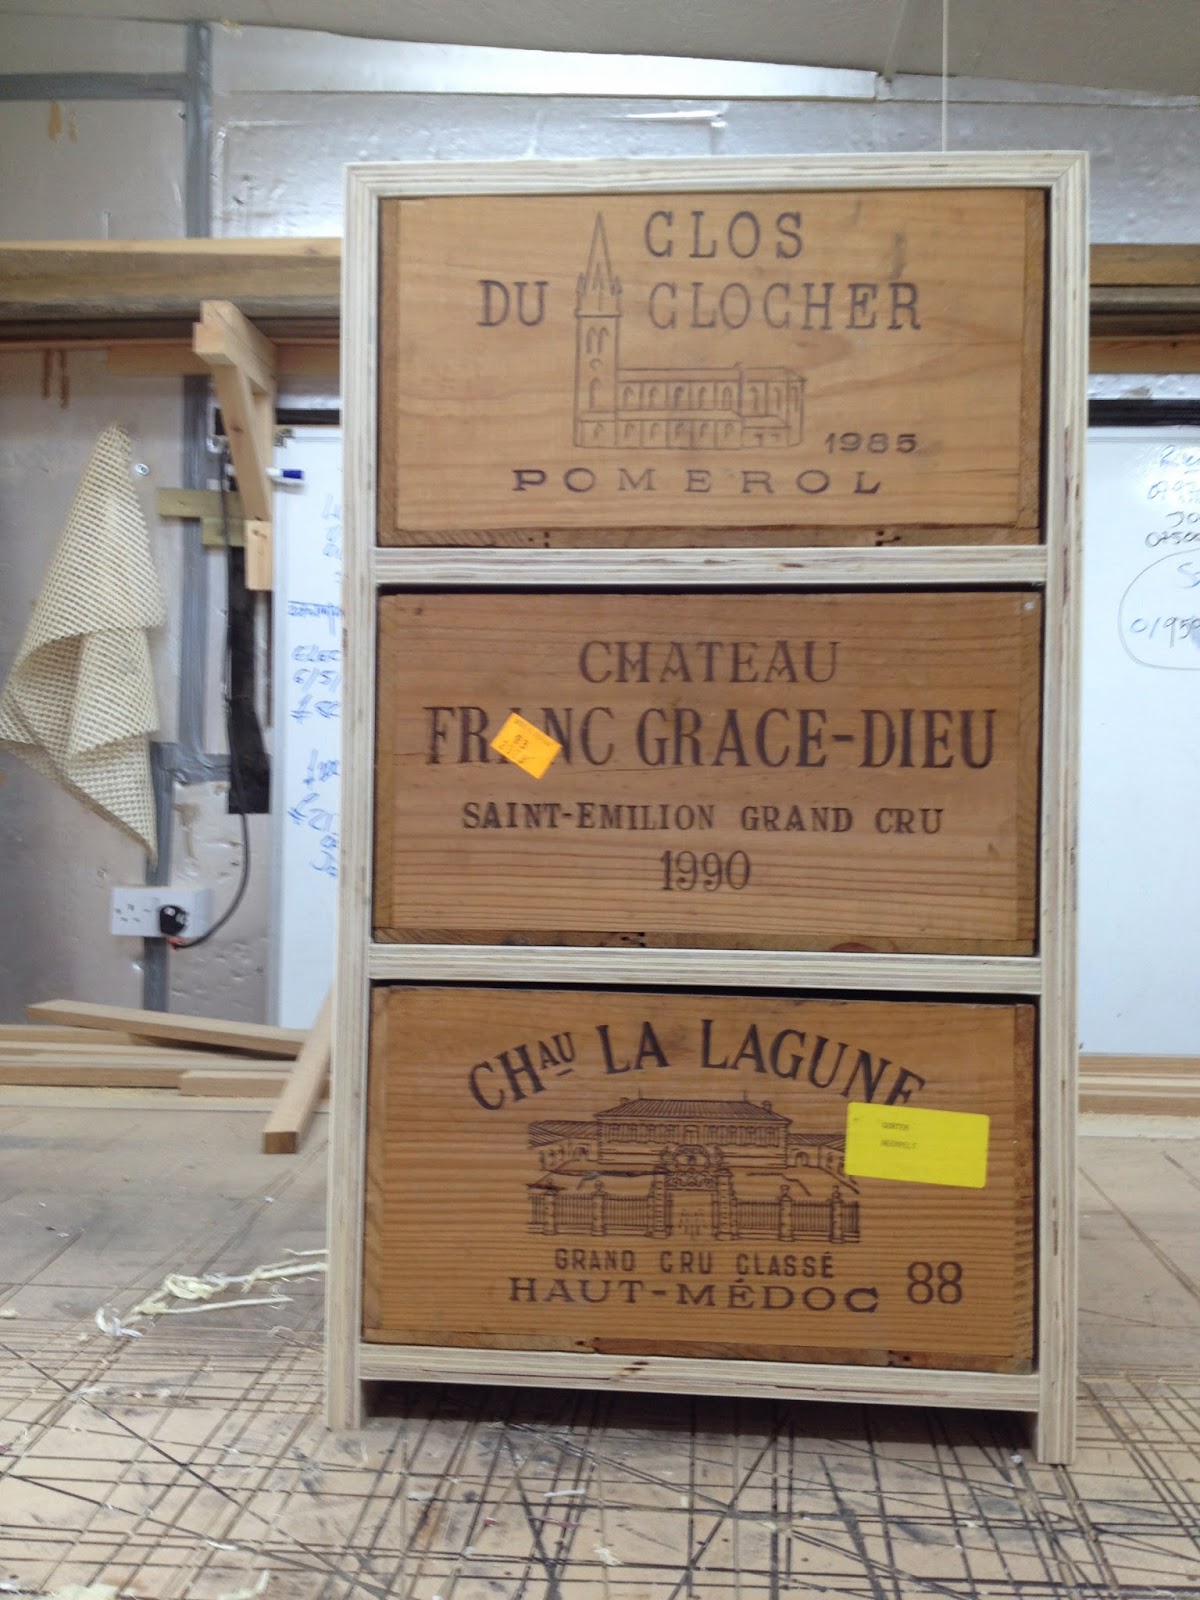 CLOS
DU CLOCHER
1985
POMEROL
CHATEAU
FRANC GRACE-DIEU
SAINT-EMILION GRAND CRU
1990
CHAU LA LAGUNE
GRAND CRU CLASSÉ
HAUT-MÉDOC 88